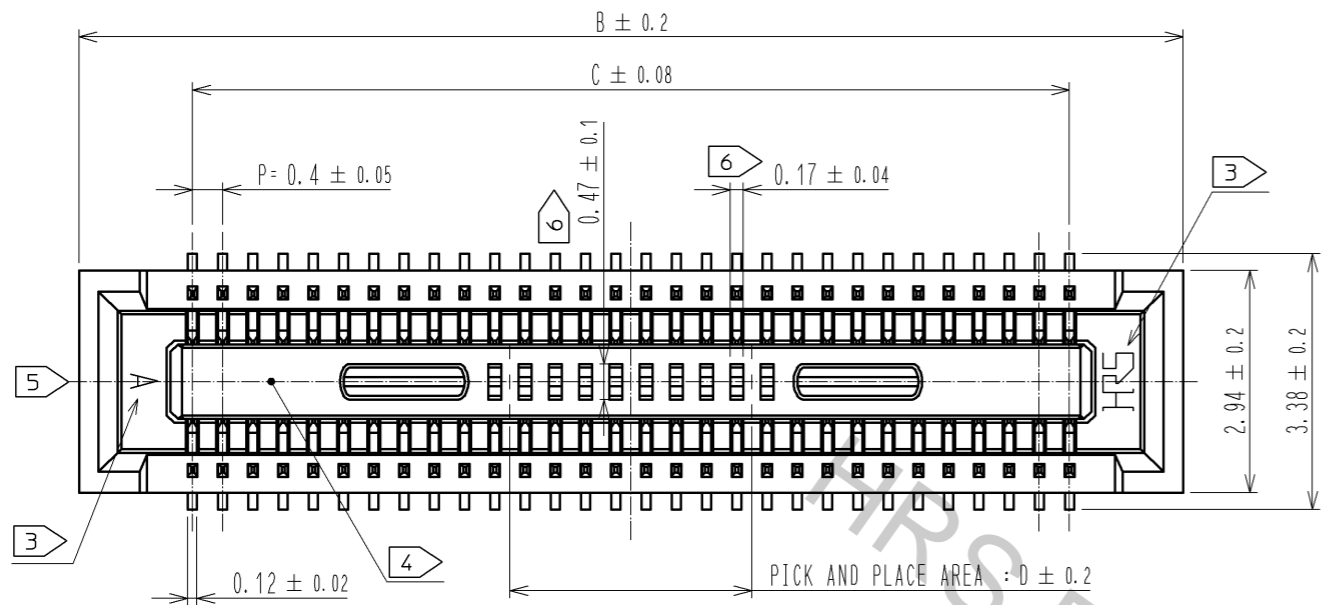 B ± 0.2
C ± 0.08
P= 0.4 ± 0.05
0.47 ± 0.1
6
6
0.17 ± 0.04
3
5
A
HRS
2.94 ± 0.2
3.38 ± 0.2
3
4
0.12 ± 0.02
PICK AND PLACE AREA : D ± 0.2
HRS